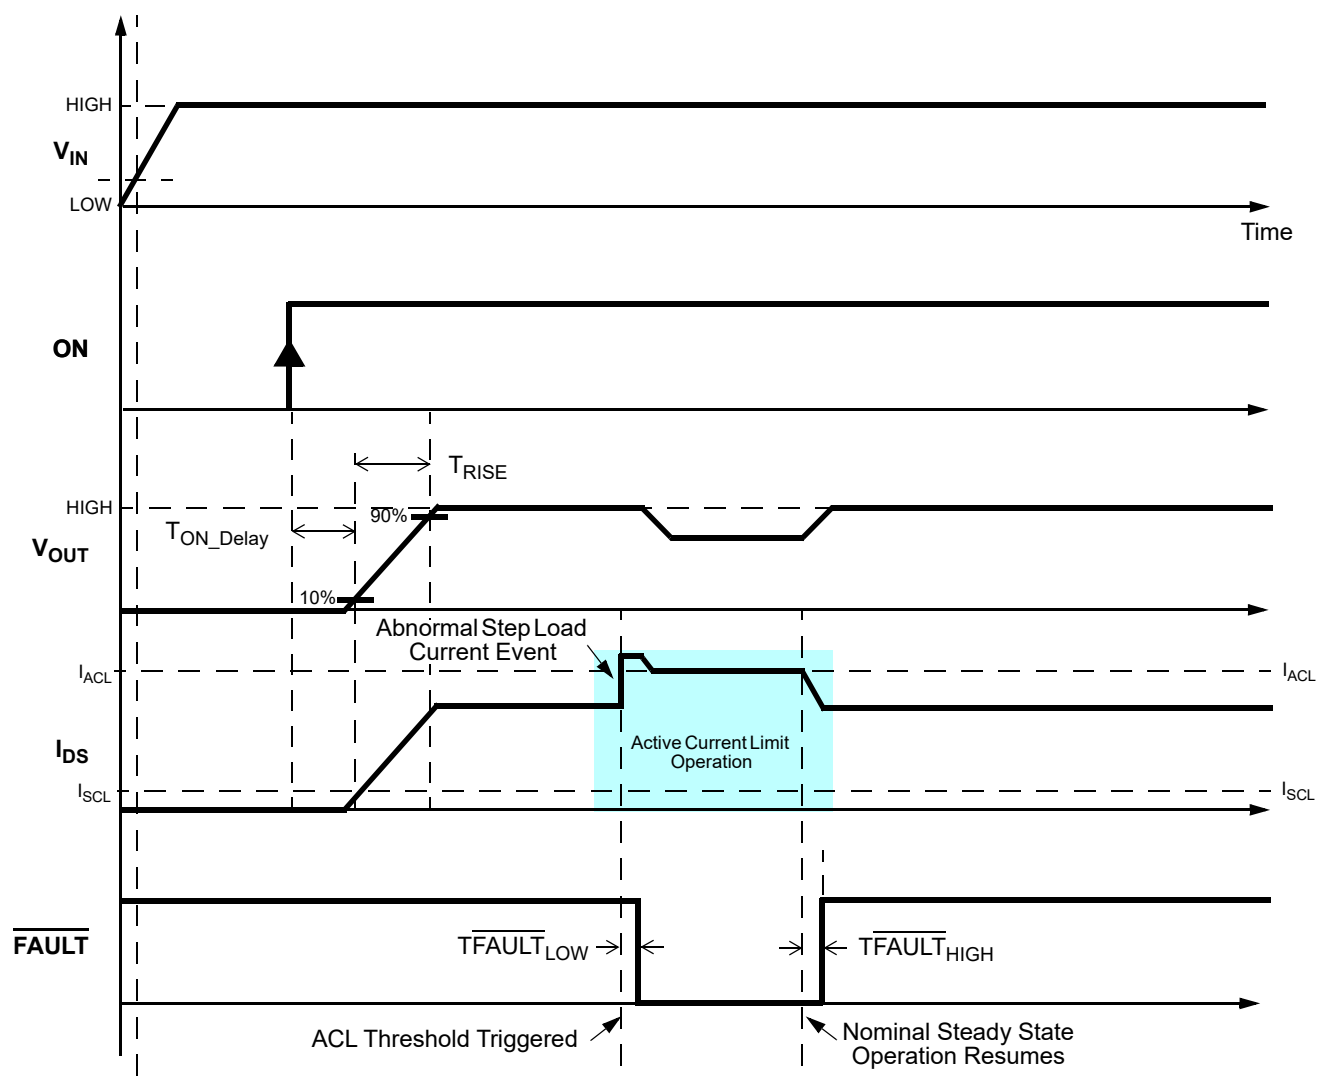 HIGH
VIN
LOW
Time
ON
TRISE
HIGH
90%
TON_Delay
VOUT
10%
Abnormal Step Load
Current Event
IACL
IACL
Active Current Limit
Operation
IDS
ISCL
ISCL
FAULT
TFAULTLOW
TFAULTHIGH
ACL Threshold Triggered
Nominal Steady State
Operation Resumes